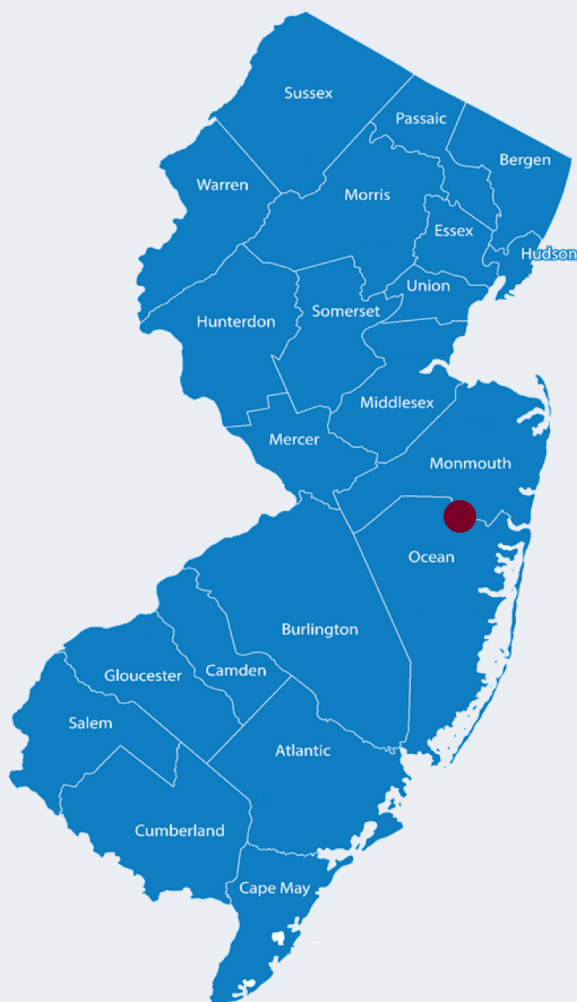 Sussex
Passaic
Bergen
Warren
Morris
Essex
Hudson
Union
Somerset
Hunterdon
Middlesex
Mercer
Monmouth
Ocean
Burlington
Camden
Gloucester
Salem
Atlantic
Cumberland
Cape May